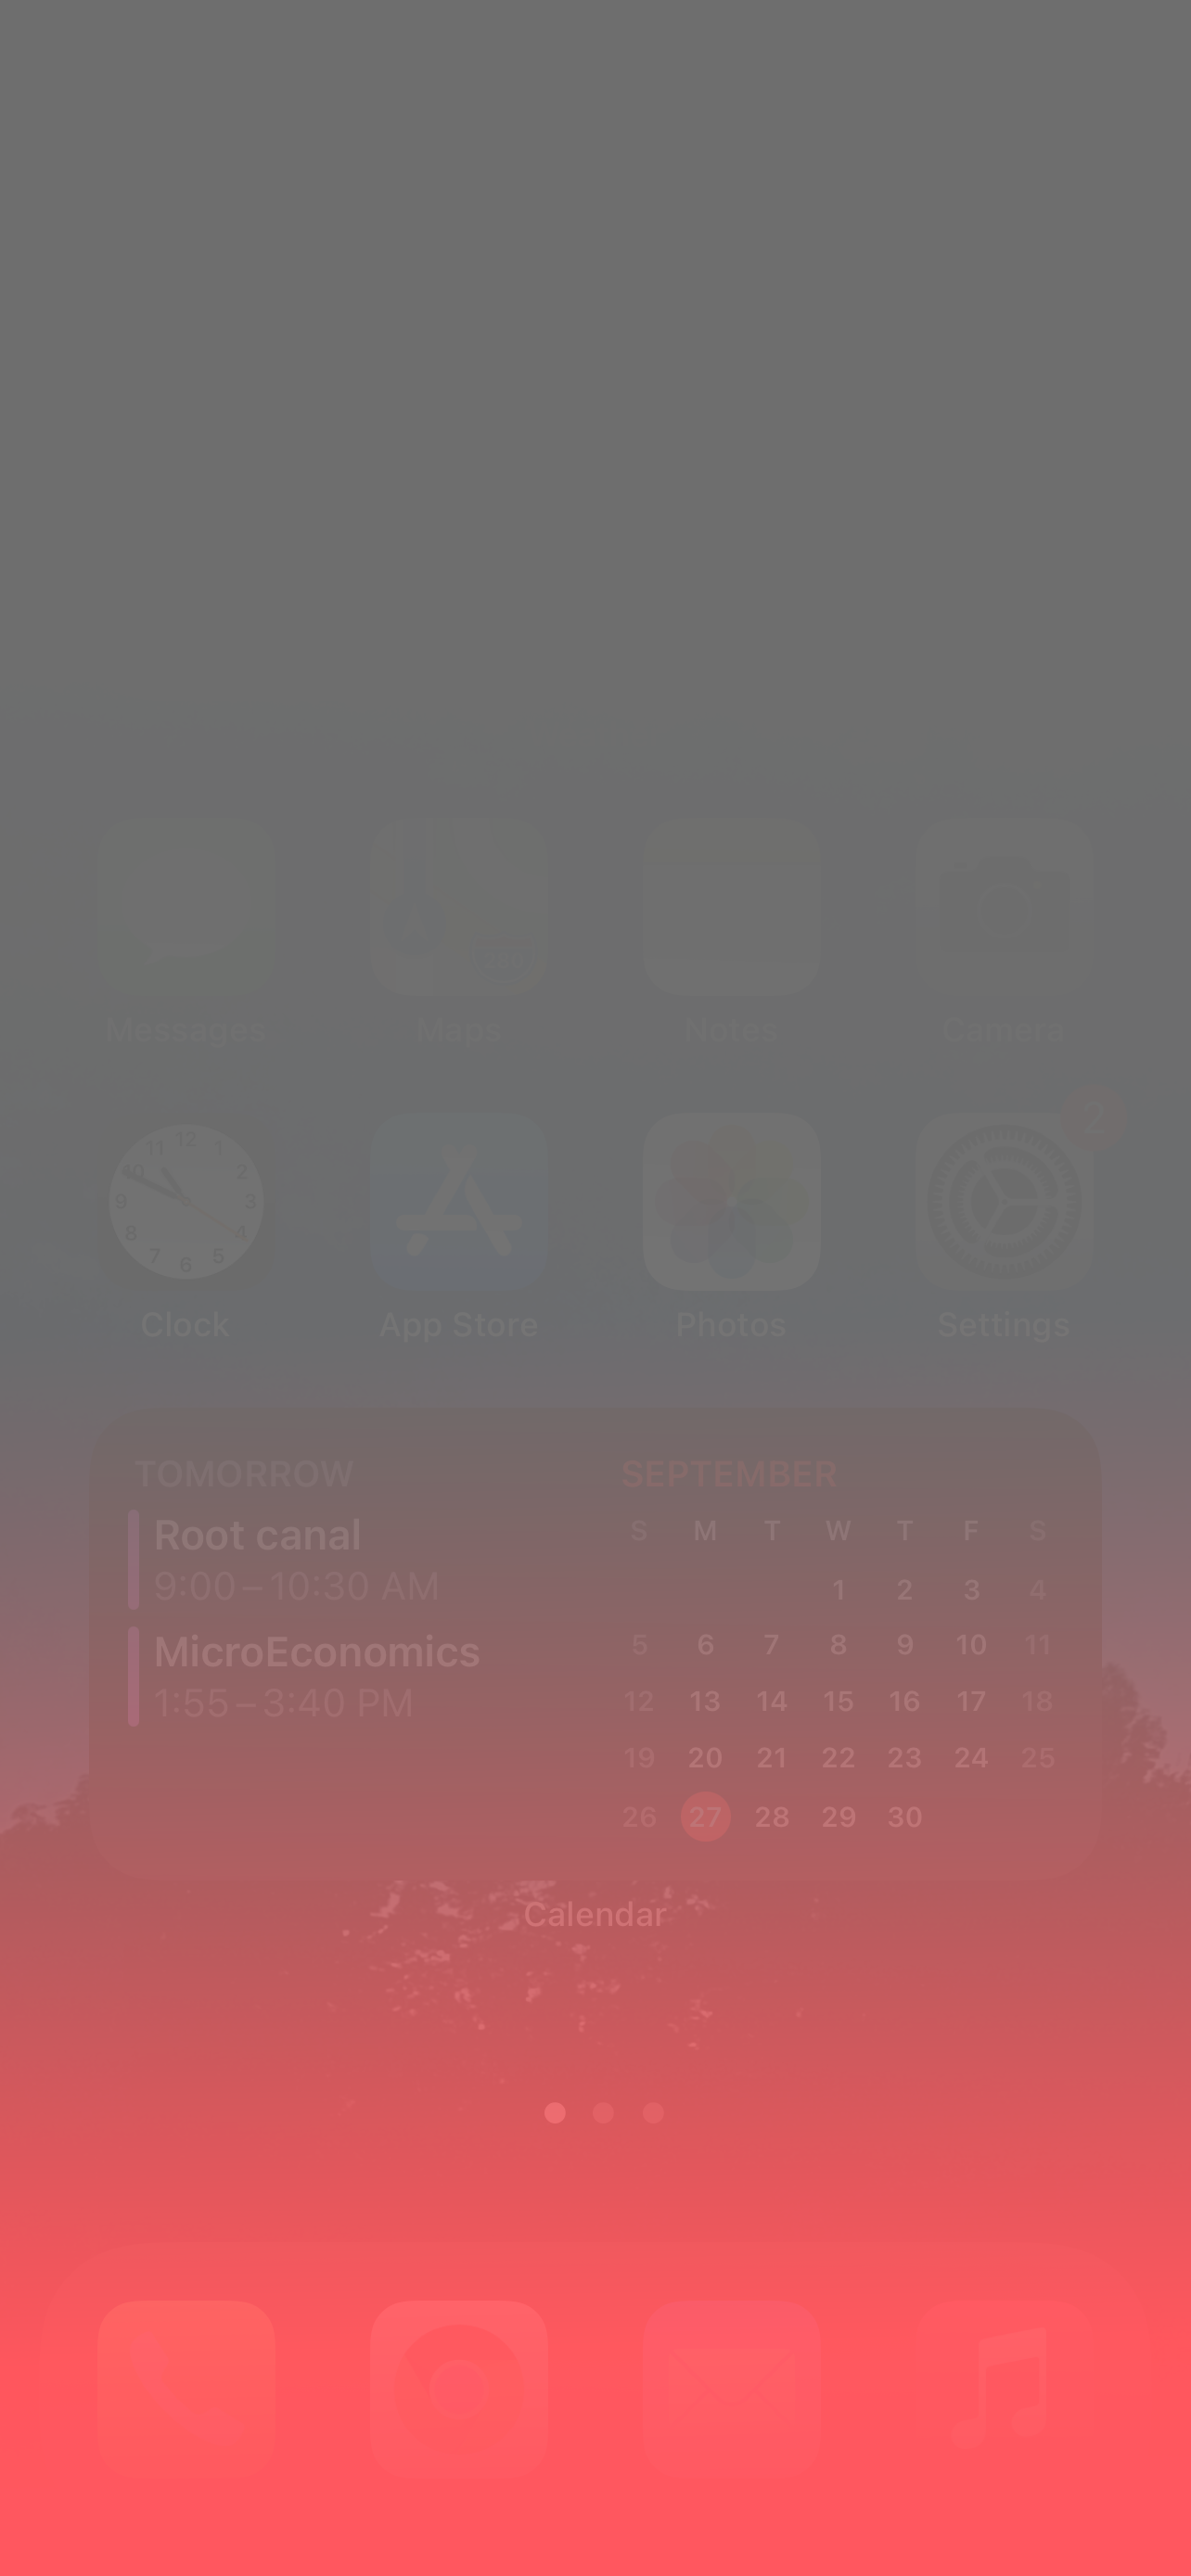 Messages Maps Notes Camera
2
12
11 1
10 2
9 3
8 4
7 5
6
Clock App Store Photos Settings
TOMORROW
Root canal
9:00 – 10:30 AM
MicroEconomics
1:55 – 3:40 PM
SEPTEMBER
S M T W T F S
1 2 3 4
5 6 7 8 9 10 11
12 13 14 15 16 17 18
19 20 21 22 23 24 25
26 27 28 29 30
Calendar